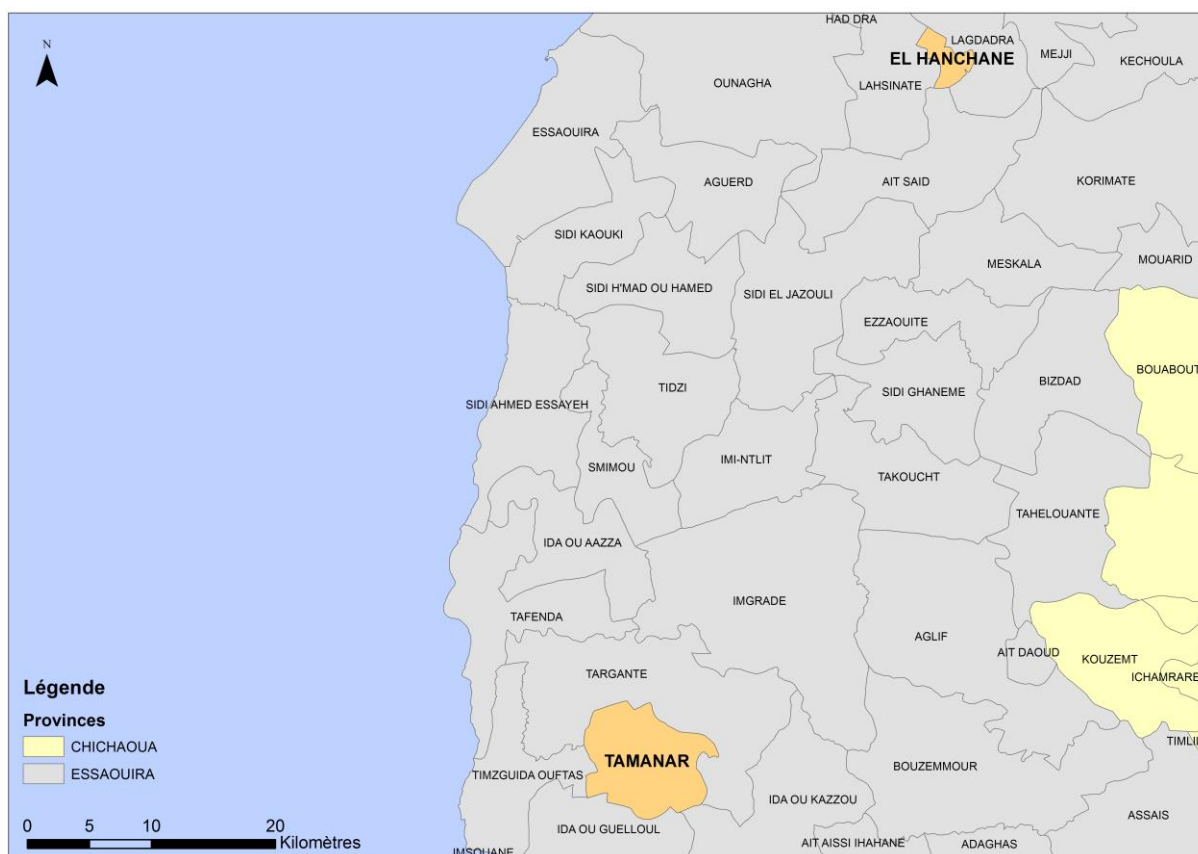 N
HAD DRA
LAGDADRA
EL HANCHANE
MEJJI
KECHOULA
OUNAGHA
LAHSINATE
ESSAOUIRA
AGUERD
AIT SAID
KORIMATE
SIDI KAOUKI
MESKALA
MOUARID
SIDI H'MAD OU HAMED
SIDI EL JAZOULI
EZZAOUITE
BOUABOUT
TIDZI
SIDI GHANEME
BIZDAD
SIDI AHMED ESSAYEH
SMIMOU
IMI-NTLIT
TAKOUCHT
TAHELOUANTE
IDA OU AAZZA
IMGRADE
TAFENDA
AGLIF
AIT DAOUD
KOUZEMT
ICHAMRARE
TARGANTE
TIMLI
TAMANAR
TIMZGUIDA OUFTAS
BOUZEMMOUR
IDA OU KAZZOU
ASSAIS
IDA OU GUELLOUL
AIT AISSI IHAHANE
ADAGHAS
IMSOUANE
Légende
Provinces
CHICHAOUA
ESSAOUIRA
0 5 10 20
Kilomètres